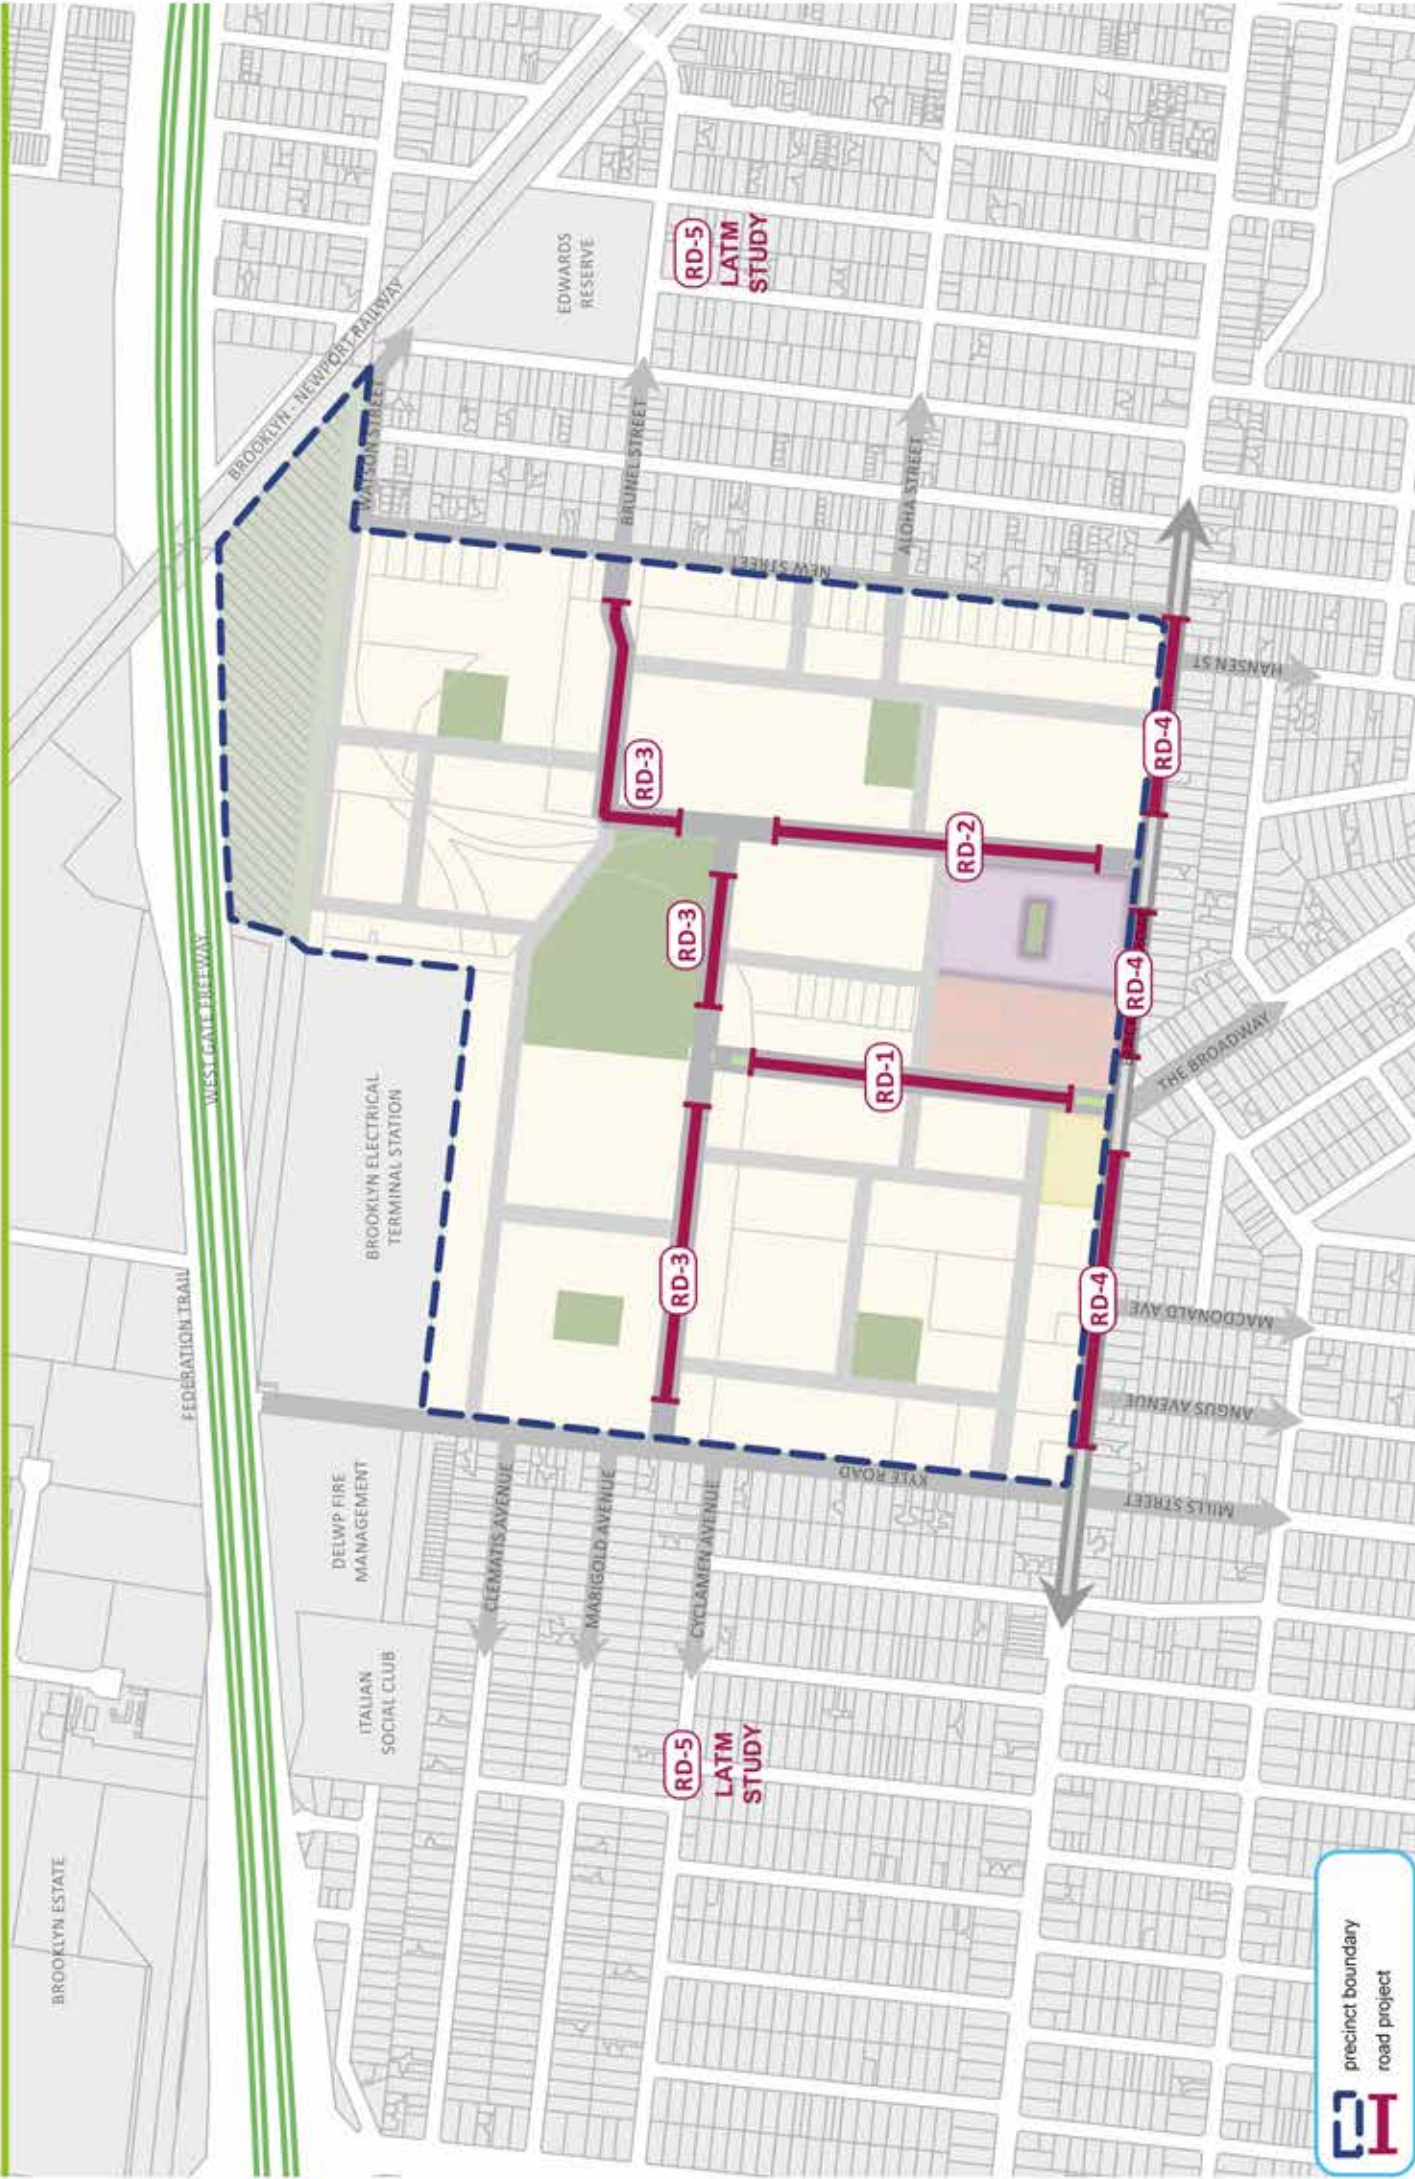 BROOKLYN ESTATE
FEDERATION TRAIL
WEST GATE FREEWAY
BROOKLYN - NEWPORT RAILWAY
ITALIAN
SOCIAL CLUB
DELWP FIRE
MANAGEMENT
BROOKLYN ELECTRICAL
TERMINAL STATION
WATSON STREET
EDWARDS
RESERVE
CLEMATIS AVENUE
MARIGOLD AVENUE
CYCLAMEN AVENUE
BRUNEL STREET
ALOHA STREET
NEW STREET
KYLE ROAD
RD-5
LATM
STUDY
RD-5
LATM
STUDY
RD-3
RD-3
RD-3
RD-1
RD-2
RD-4
RD-4
RD-4
MILLS STREET
ANGUS AVENUE
MACDONALD AVE
THE BROADWAY
HANSEN ST
precinct boundary
road project